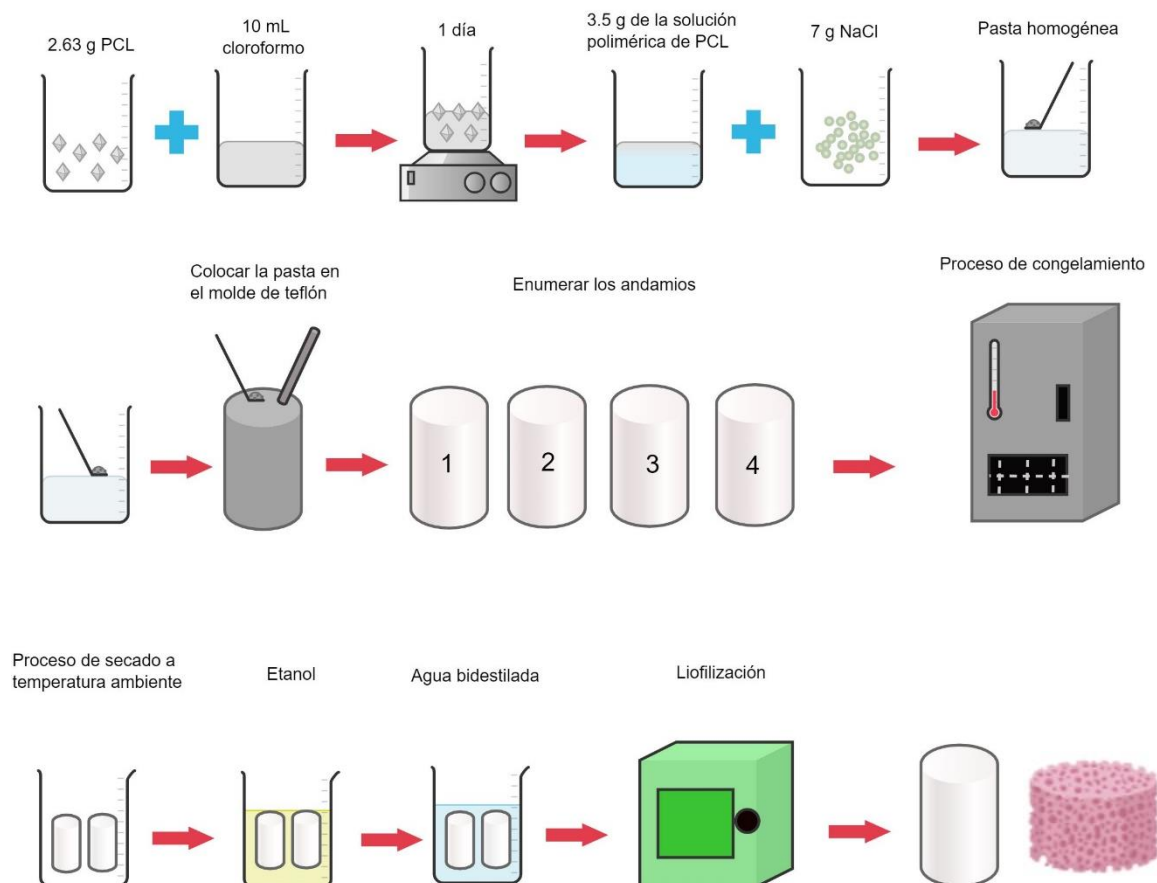 2.63 g PCL
10 mL
cloroformo
1 día
3.5 g de la solución
polimérica de PCL
7 g NaCl
Pasta homogénea
Colocar la pasta en
el molde de teflón
Enumerar los andamios
Proceso de congelamiento
1
2
3
4
Proceso de secado a
temperatura ambiente
Etanol
Agua bidestilada
Liofilización